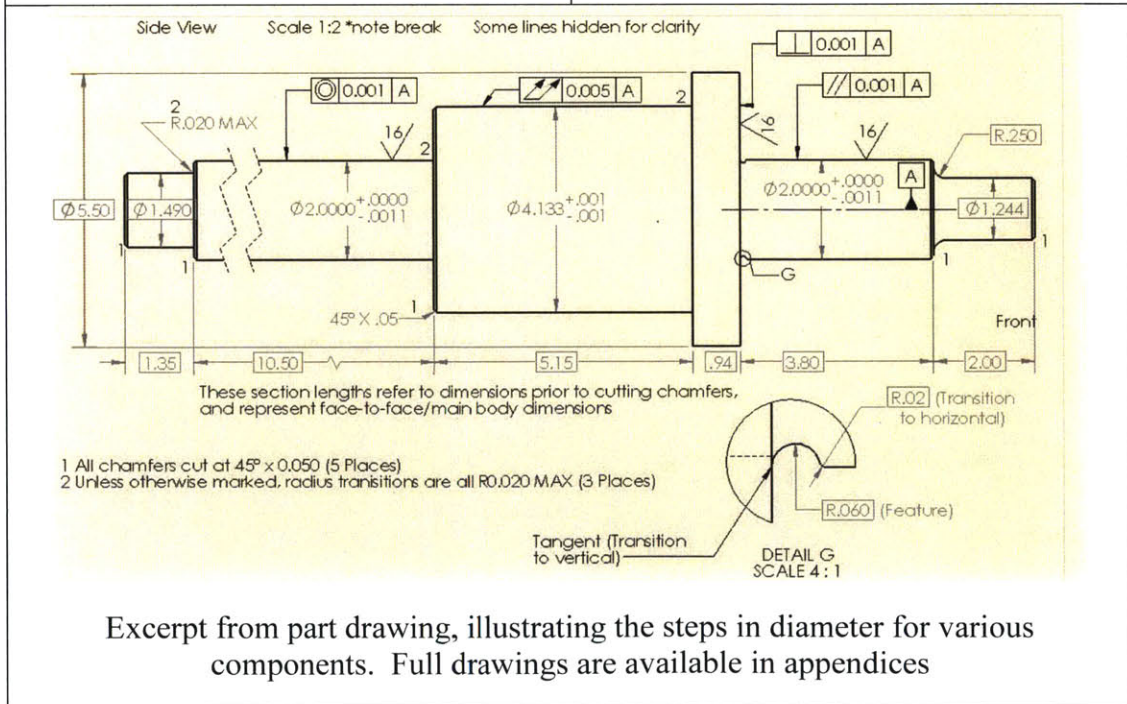 Side View Scale 1:2 *note break Some lines hidden for clarity
⊥ 0.001 A
◎ 0.001 A
⌰ 0.005 A
2
// 0.001 A
2
R.020 MAX
16
2
16
16
R.250
A
Ø5.50
Ø1.490
Ø2.0000 +.0000 -.0011
Ø4.133 +.001 -.001
Ø2.0000 +.0000 -.0011
Ø1.244
1
1
1
1
1
G
45° X .05
Front
1.35
10.50
5.15
.94
3.80
2.00
These section lengths refer to dimensions prior to cutting chamfers,
and represent face-to-face/main body dimensions
R.02 (Transition
to horizontal)
1 All chamfers cut at 45° x 0.050 (5 Places)
2 Unless otherwise marked, radius tranisitions are all R0.020 MAX (3 Places)
R.060 (Feature)
Tangent (Transition
to vertical)
DETAIL G
SCALE 4 : 1
Excerpt from part drawing, illustrating the steps in diameter for various
components. Full drawings are available in appendices